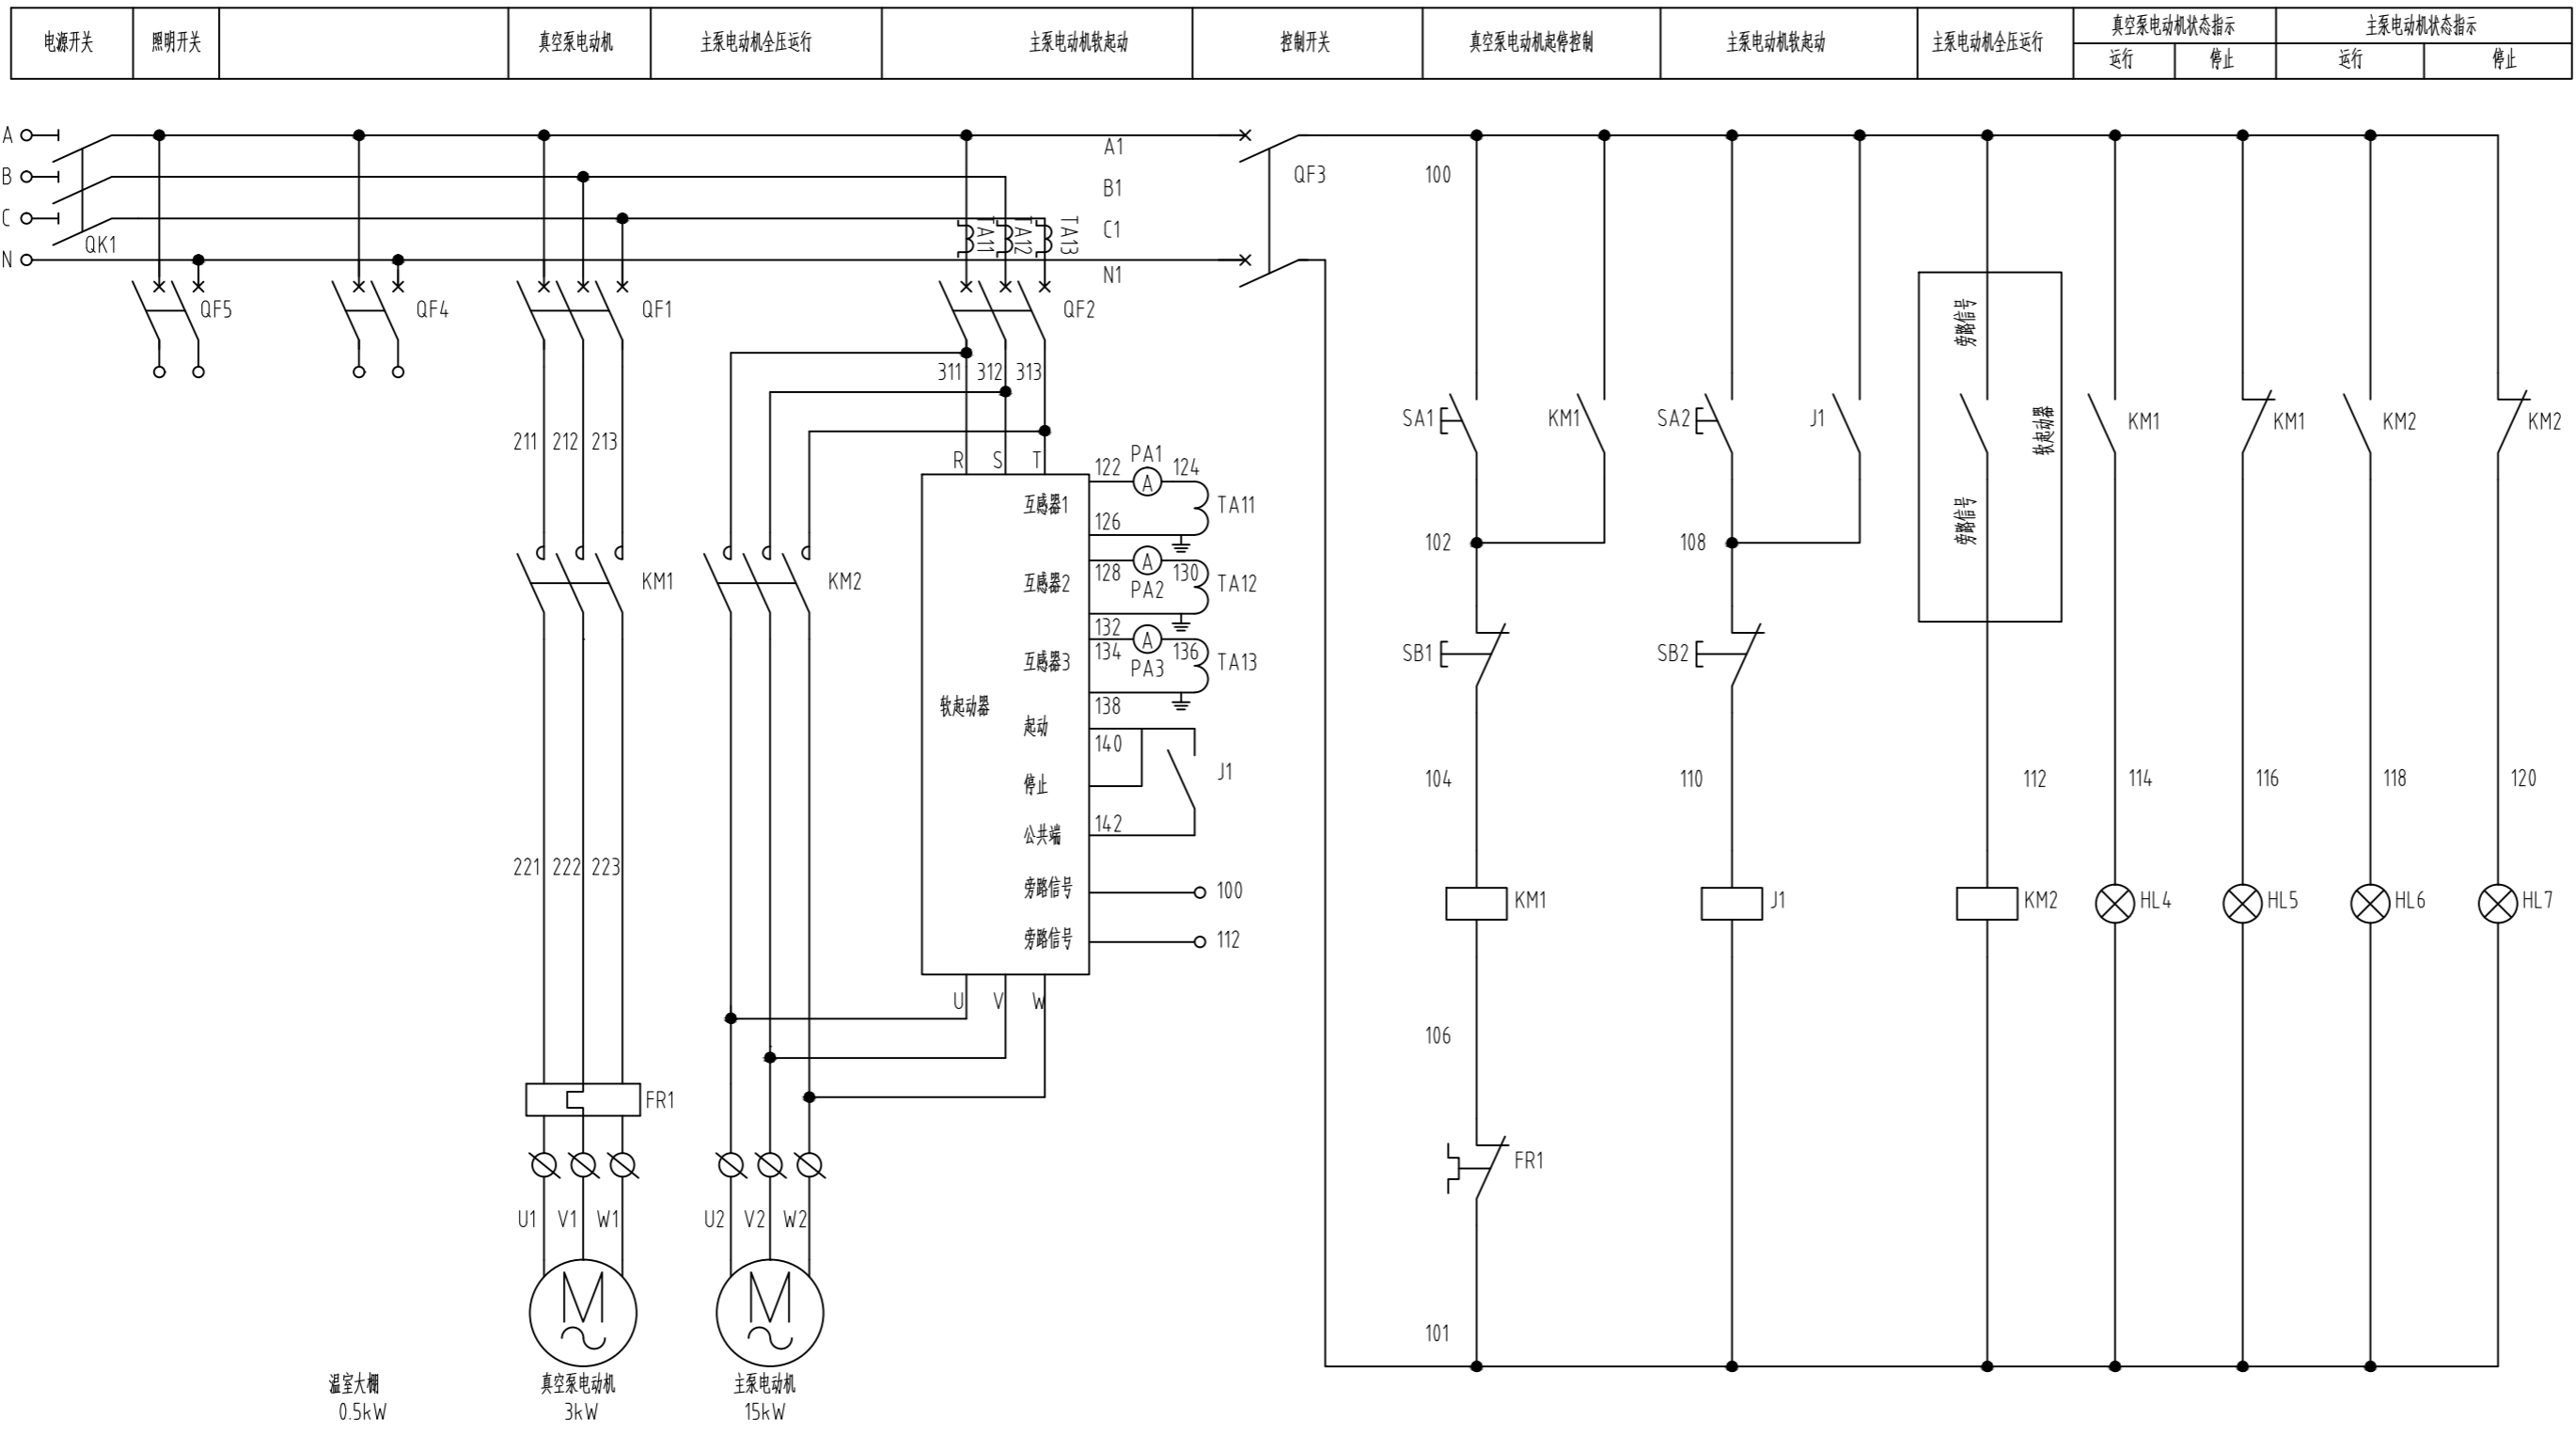 电源开关
照明开关
真空泵电动机
主泵电动机全压运行
主泵电动机软起动
控制开关
真空泵电动机起停控制
主泵电动机软起动
主泵电动机全压运行
真空泵电动机状态指示
运行
停止
主泵电动机状态指示
运行
停止
A
B
C
N
QK1
A1
B1
C1
N1
TA11
TA12
TA13
QF3
100
QF5
QF4
QF1
QF2
311 312 313
211 212 213
R S T
软起动器
互感器1
互感器2
互感器3
起动
停止
公共端
旁路信号
旁路信号
122 PA1 124
A
126
TA11
A
128 PA2 130
TA12
132
A
134 PA3 136
TA13
138
140
J1
142
100
112
KM1
KM2
221 222 223
U V W
FR1
U1 V1 W1
U2 V2 W2
M
M
温室大棚
0.5kW
真空泵电动机
3kW
主泵电动机
15kW
SA1
KM1
SA2
J1
旁路信号
旁路信号
软起动器
KM1
KM1
KM2
KM2
102
108
SB1
SB2
104
110
112
114
116
118
120
KM1
J1
KM2
HL4
HL5
HL6
HL7
106
FR1
101